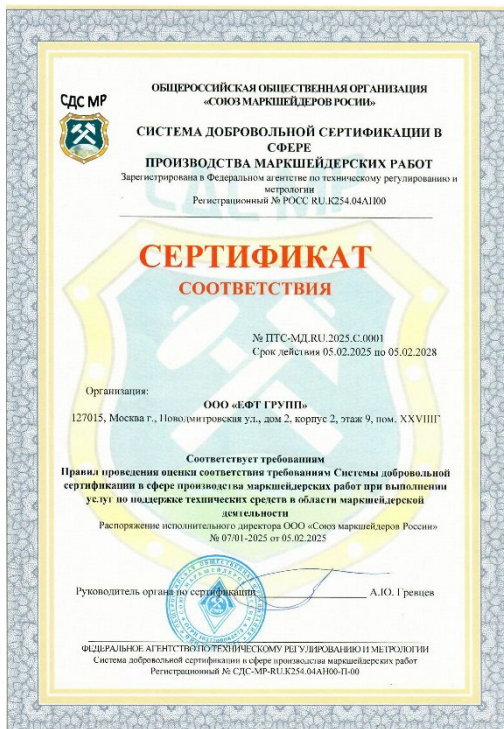 СДС МР
ОБЩЕРОССИЙСКАЯ ОБЩЕСТВЕННАЯ ОРГАНИЗАЦИЯ
«СОЮЗ МАРКШЕЙДЕРОВ РОСИИ»
СИСТЕМА ДОБРОВОЛЬНОЙ СЕРТИФИКАЦИИ В
СФЕРЕ
ПРОИЗВОДСТВА МАРКШЕЙДЕРСКИХ РАБОТ
Зарегистрирована в Федеральном агентстве по техническому регулированию и
метрологии
Регистрационный № РОСС RU.К254.04АН00
СЕРТИФИКАТ
СООТВЕТСТВИЯ
№ ПТС-МД.RU.2025.С.0001
Срок действия 05.02.2025 по 05.02.2028
Организация:
ООО «ЕФТ ГРУПП»
127015, Москва г., Новодмитровская ул., дом 2, корпус 2, этаж 9, пом. XXVIIIГ
Соответствует требованиям
Правил проведения оценки соответствия требованиям Системы добровольной
сертификации в сфере производства маркшейдерских работ при выполнении
услуг по поддержке технических средств в области маркшейдерской
деятельности
Распоряжение исполнительного директора ООО «Союз маркшейдеров России»
№ 07/01-2025 от 05.02.2025
Руководитель органа по сертификации А.Ю. Гревцев
ФЕДЕРАЛЬНОЕ АГЕНТСТВО ПО ТЕХНИЧЕСКОМУ РЕГУЛИРОВАНИЮ И МЕТРОЛОГИИ
Система добровольной сертификации в сфере производства маркшейдерских работ
Регистрационный № СДС-МР-RU.К254.04АН00-П-00